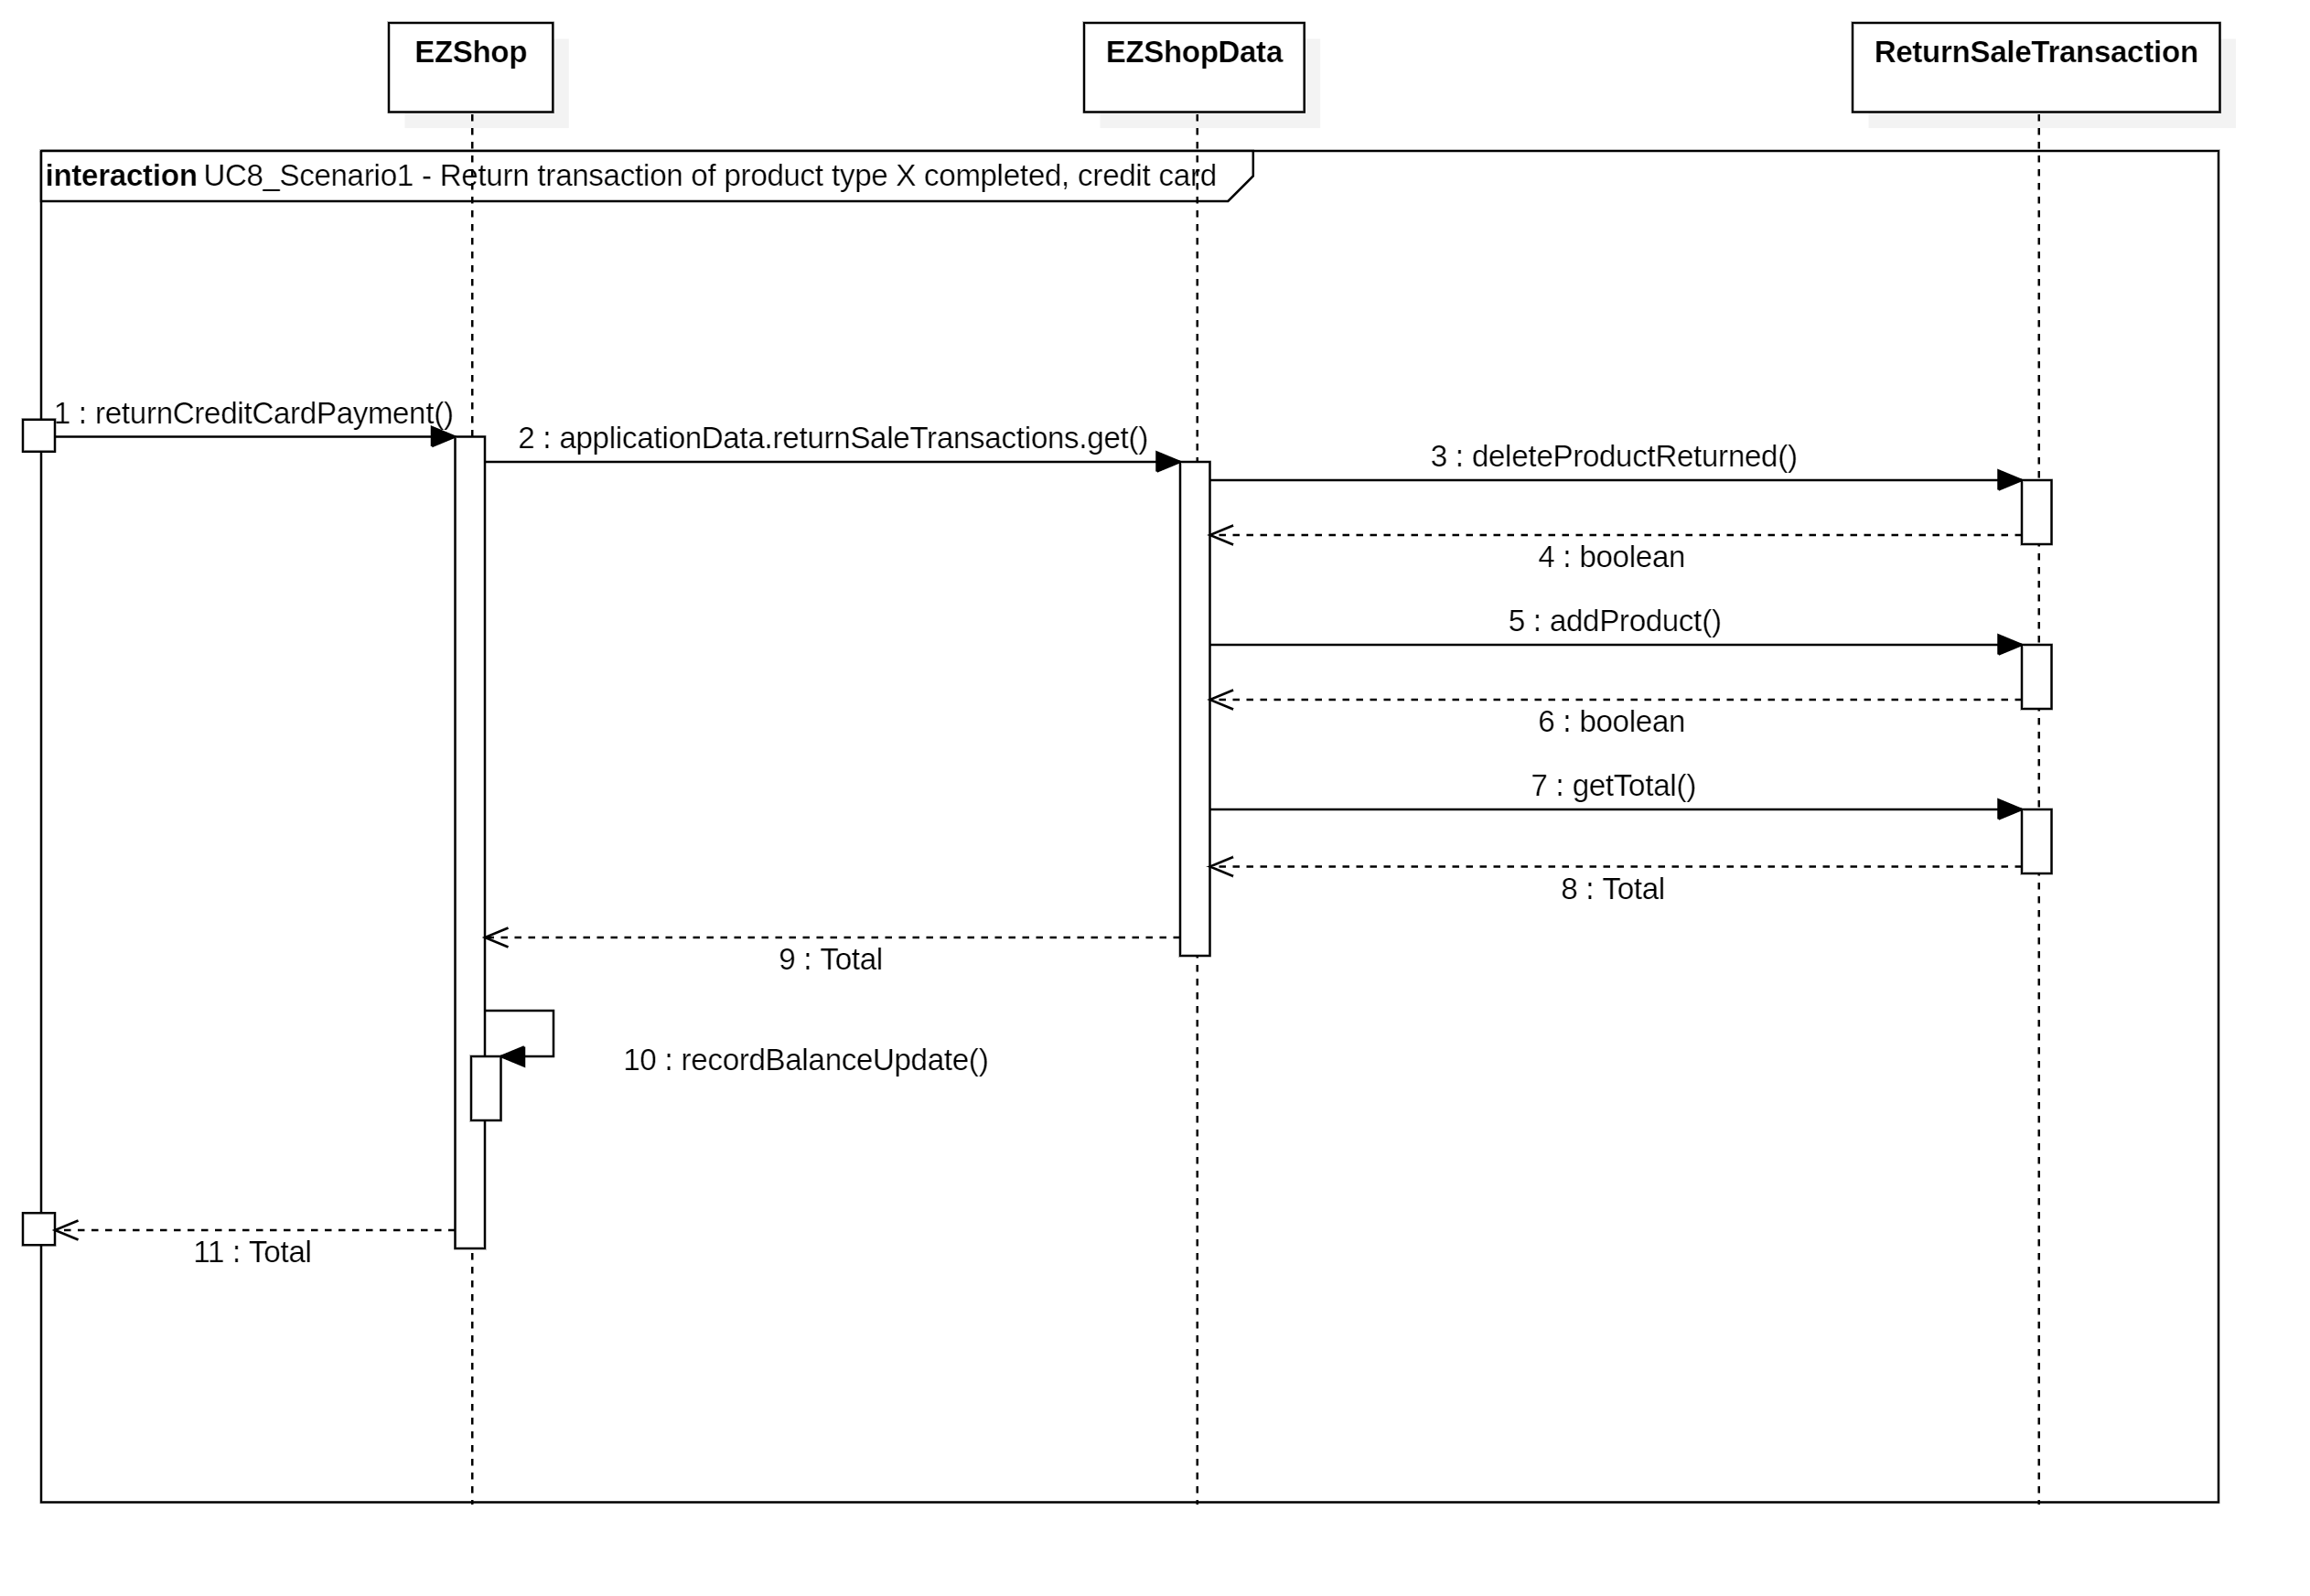 EZShop
EZShopData
ReturnSaleTransaction
interaction UC8_Scenario1 - Return transaction of product type X completed, credit card
1 : returnCreditCardPayment()
2 : applicationData.returnSaleTransactions.get()
3 : deleteProductReturned()
4 : boolean
5 : addProduct()
6 : boolean
7 : getTotal()
8 : Total
9 : Total
10 : recordBalanceUpdate()
11 : Total